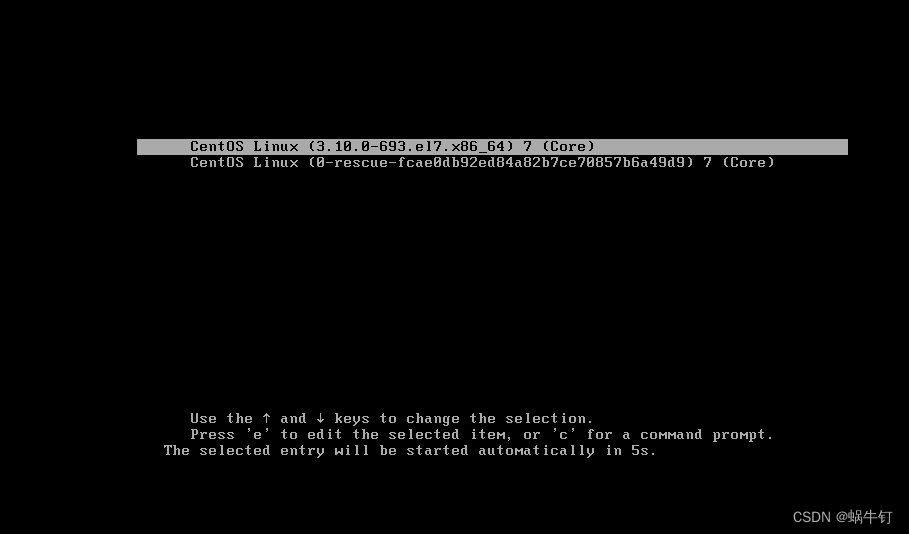 CentOS Linux (3.10.0-693.el7.x86_64) 7 (Core)
CentOS Linux (0-rescue-fcae0db92ed84a82b7ce70857b6a49d9) 7 (Core)
Use the ↑ and ↓ keys to change the selection.
Press 'e' to edit the selected item, or 'c' for a command prompt.
The selected entry will be started automatically in 5s.
CSDN @蜗牛钉